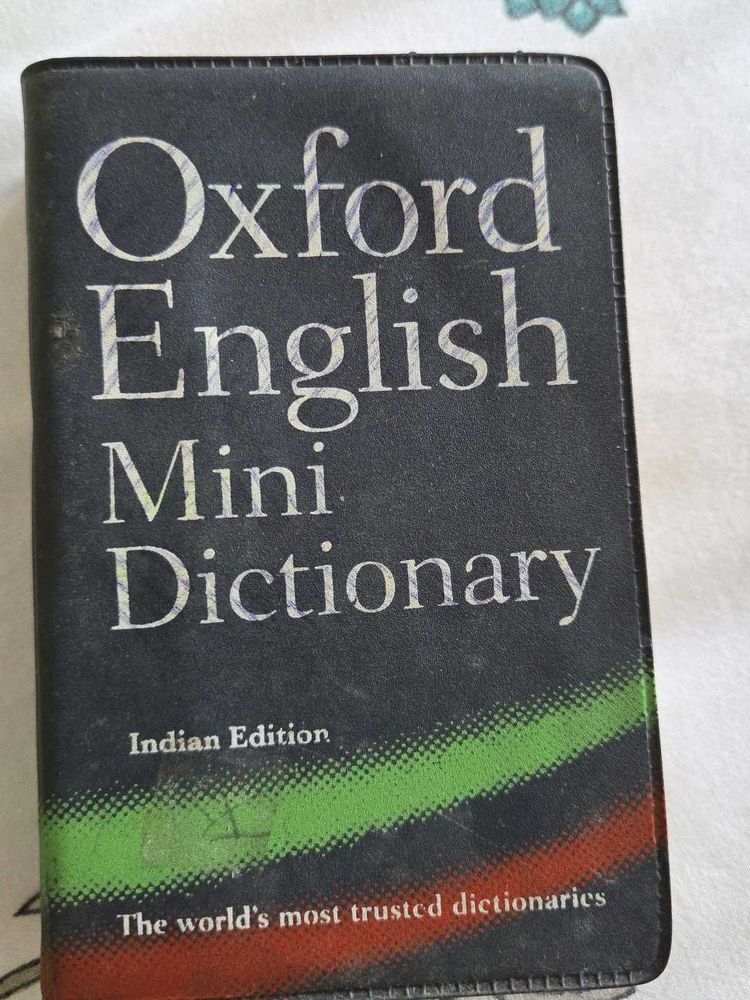 Oxford
English
Mini
Dictionary
Indian Edition
The world's most trusted dictionaries